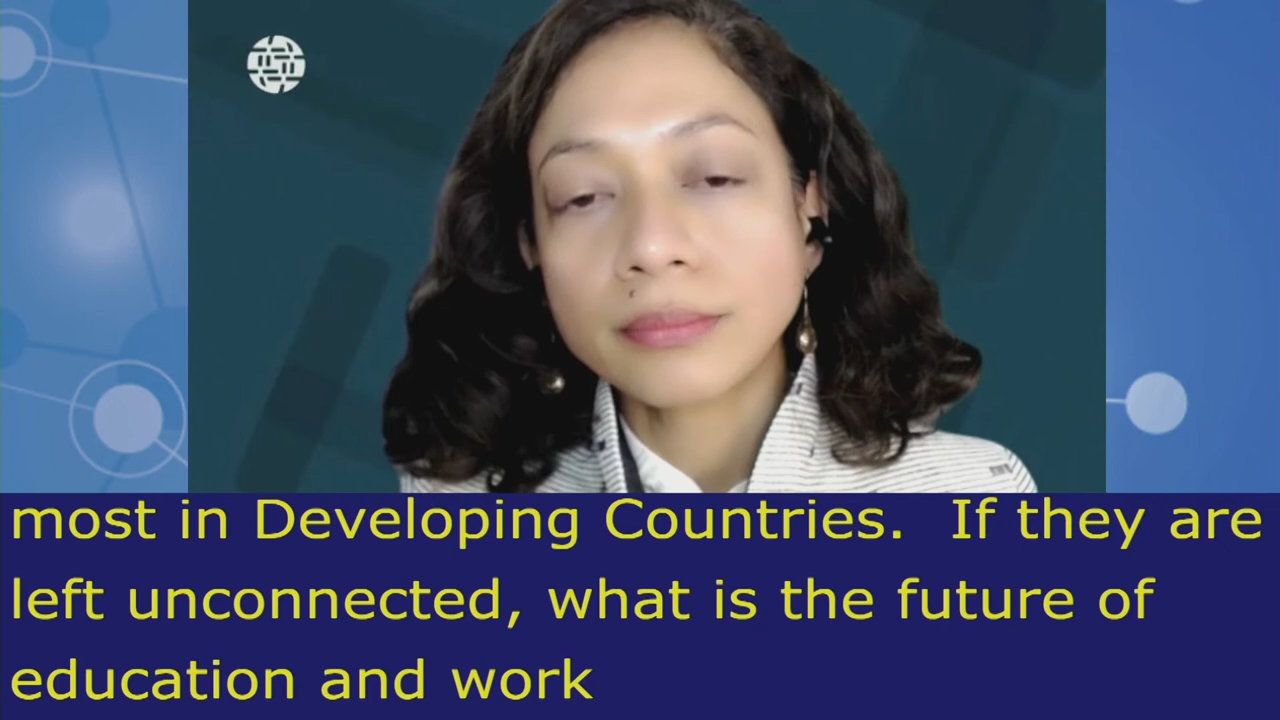 most in Developing Countries.  If they are
left unconnected, what is the future of
education and work